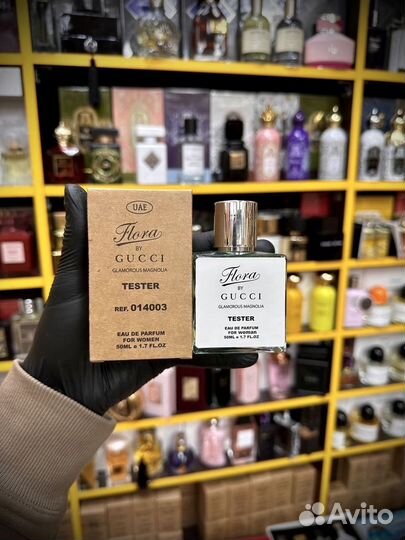 UAE
Flora
BY
GUCCI
GLAMOROUS MAGNOLIA
TESTER
REF. 014003
EAU DE PARFUM
FOR WOMEN
50ML e 1.7 FL.OZ
Flora
BY
GUCCI
GLAMOROUS MAGNOLIA
TESTER
EAU DE PARFUM
FOR woman
50ML e 1.7 FL.OZ
Avito